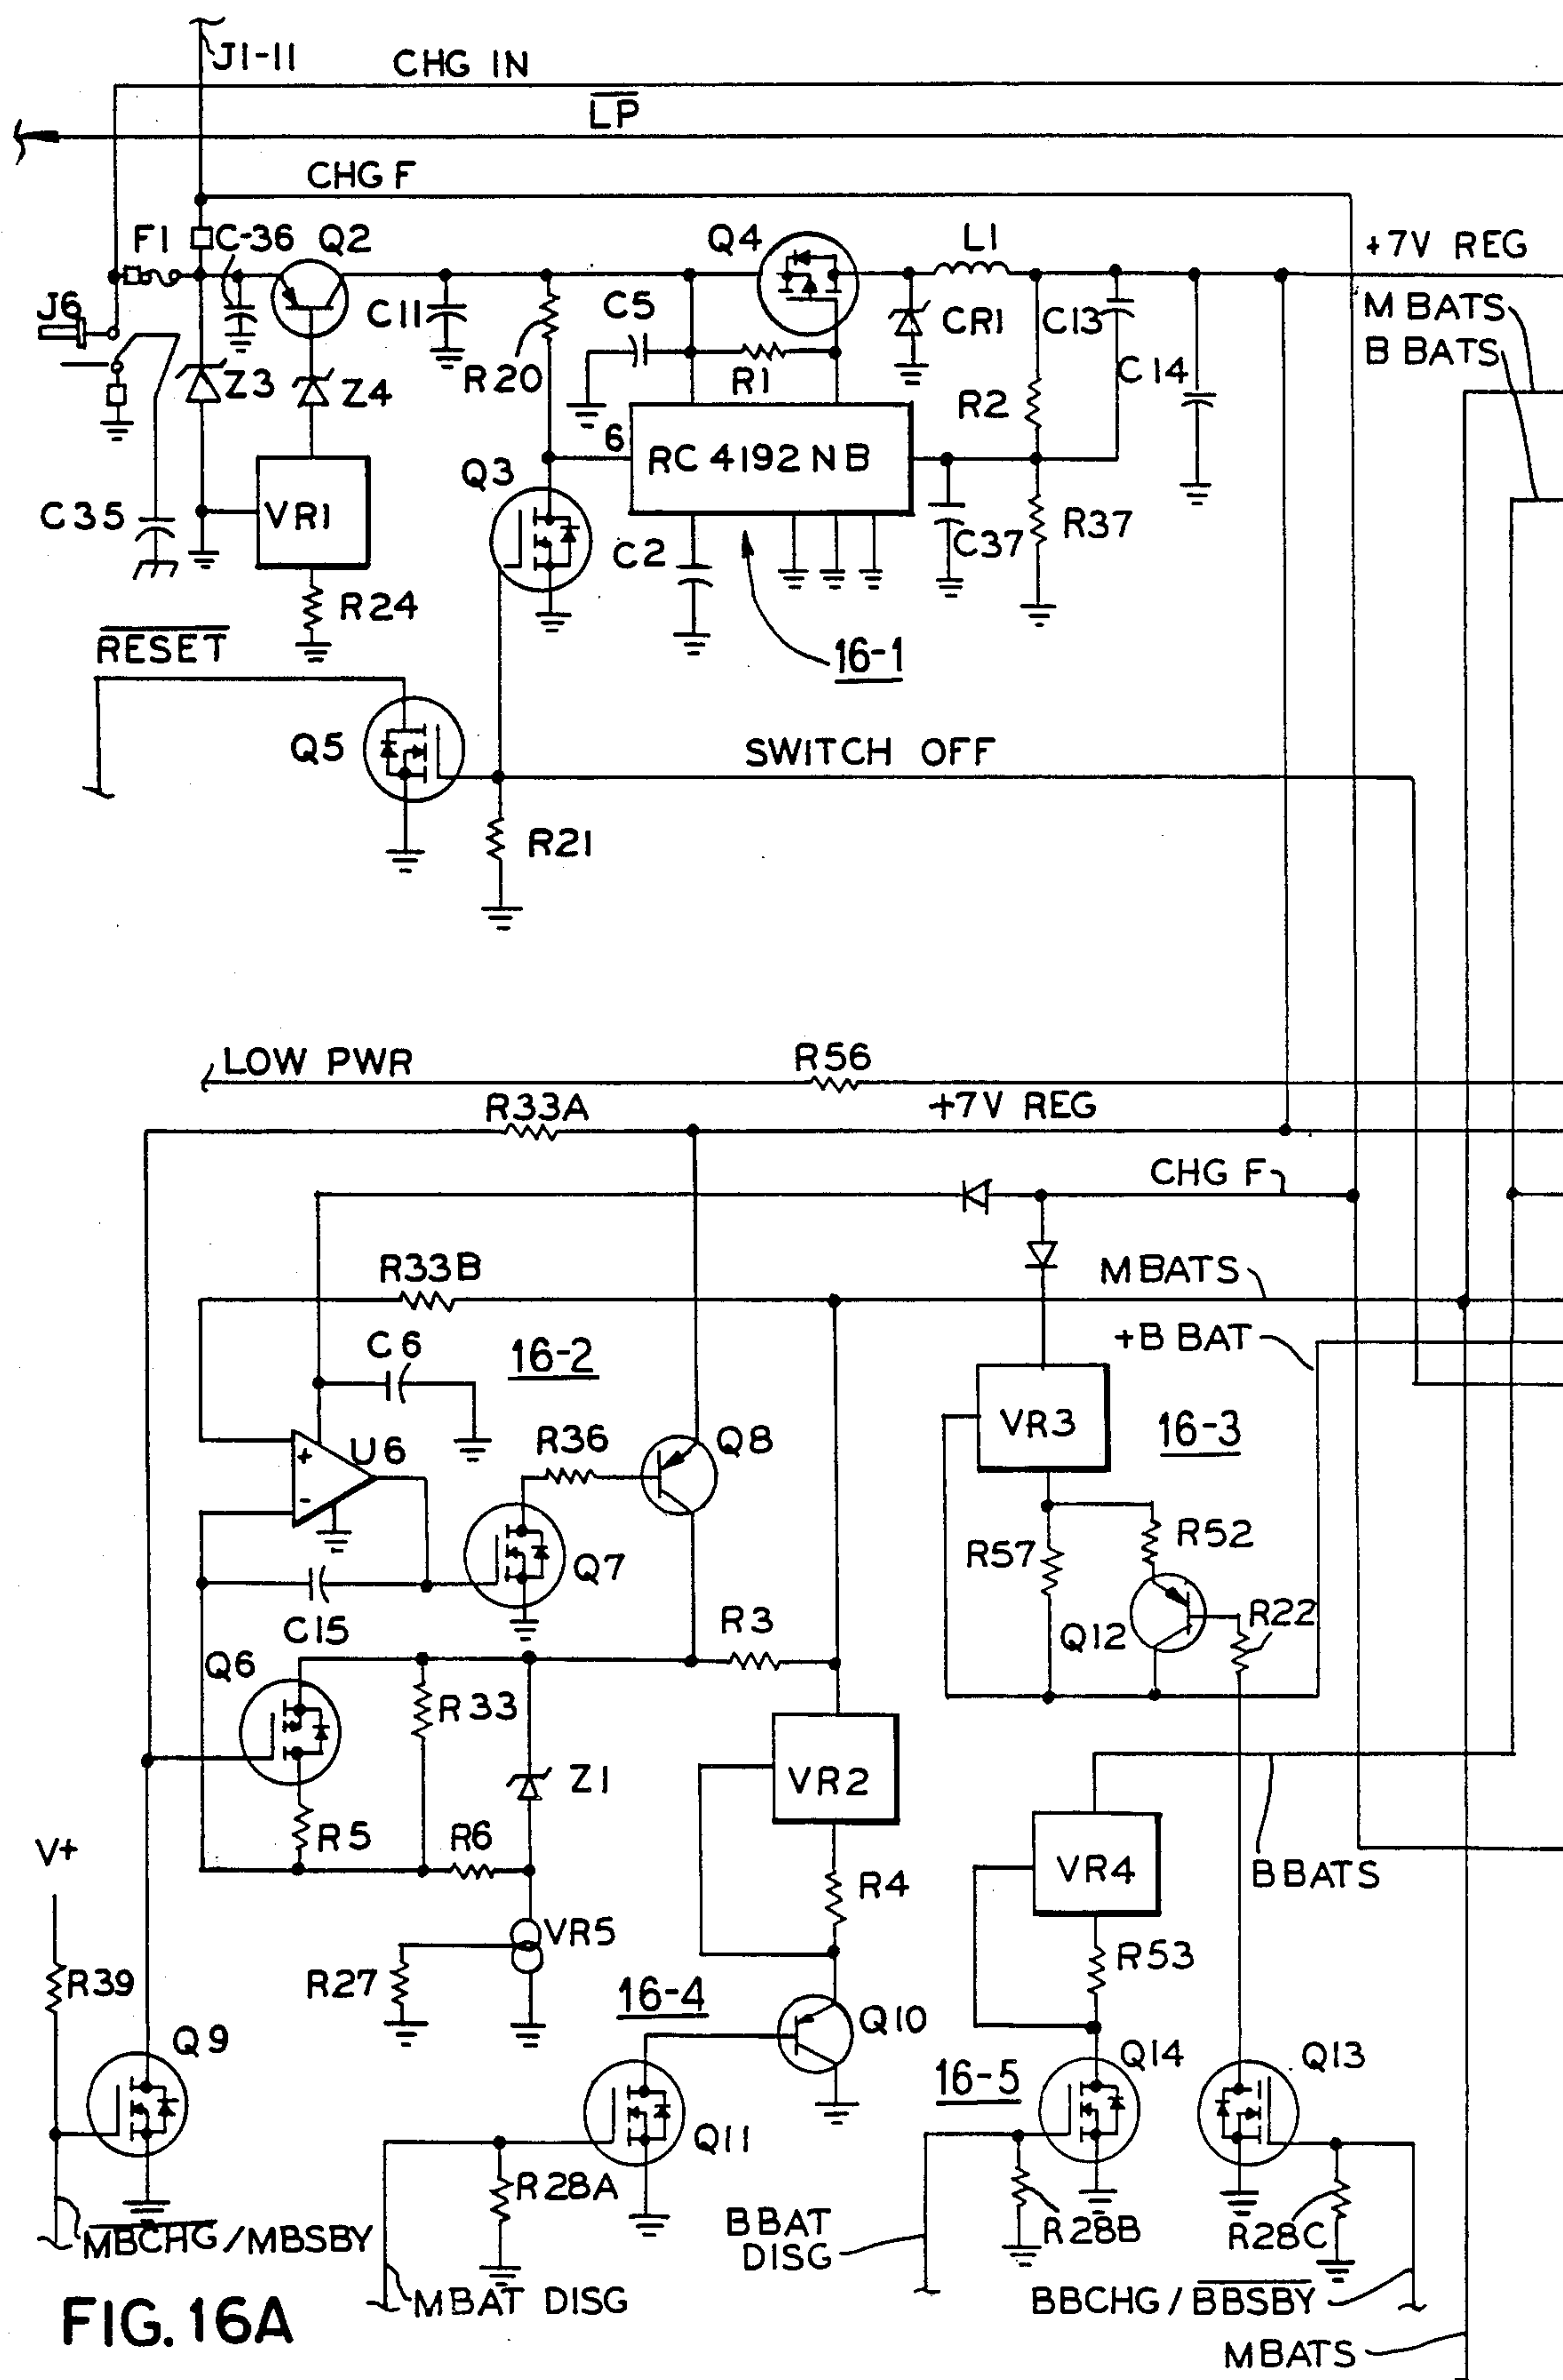 J1-11
CHG IN
LP
CHG F
F1
C-36
Q2
Q4
L1
+7V REG
J6
C11
C5
CR1
C13
M BATS
B BATS
Z3
Z4
R20
R1
R2
C14
6
RC 4192 NB
Q3
C35
VR1
C2
C37
R37
R24
16-1
RESET
Q5
SWITCH OFF
R21
LOW PWR
R56
R33A
+7V REG
CHG F
R33B
M BATS
C6
16-2
+B BAT
VR3
16-3
+
U6
-
R36
Q8
R52
R57
Q7
C15
R3
Q12
R22
Q6
R33
Z1
VR2
R5
R6
V+
R4
VR4
B BATS
VR5
R39
R27
16-4
R53
Q10
Q9
16-5
Q14
Q13
Q11
R28A
BBAT
DISG
R28B
R28C
MBCHG/MBSBY
MBAT DISG
BBCHG/BBSBY
FIG. 16A
M BATS